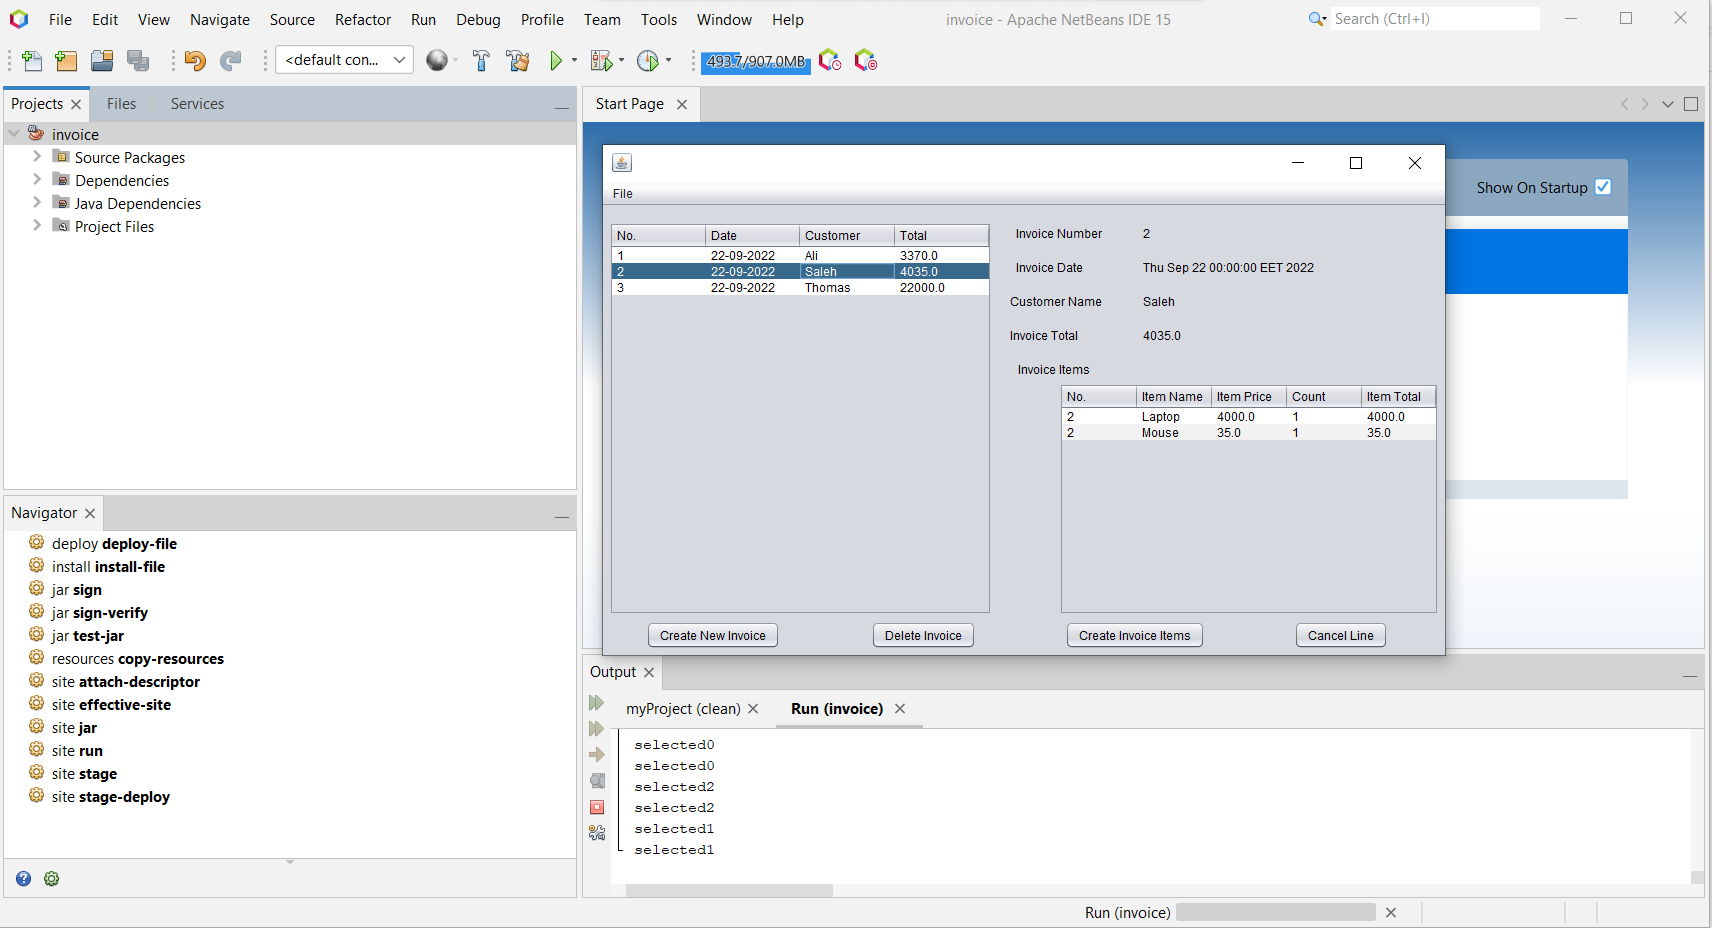 File Edit View Navigate Source Refactor Run Debug Profile Team Tools Window Help
invoice - Apache NetBeans IDE 15
Search (Ctrl+I)
<default con...
493.7/907.0MB
Projects Files Services
invoice
Source Packages
Dependencies
Java Dependencies
Project Files
Navigator
deploy deploy-file
install install-file
jar sign
jar sign-verify
jar test-jar
resources copy-resources
site attach-descriptor
site effective-site
site jar
site run
site stage
site stage-deploy
Start Page
Show On Startup
File
No. Date Customer Total
1 22-09-2022 Ali 3370.0
2 22-09-2022 Saleh 4035.0
3 22-09-2022 Thomas 22000.0
Invoice Number 2
Invoice Date Thu Sep 22 00:00:00 EET 2022
Customer Name Saleh
Invoice Total 4035.0
Invoice Items
No. Item Name Item Price Count Item Total
2 Laptop 4000.0 1 4000.0
2 Mouse 35.0 1 35.0
Create New Invoice Delete Invoice Create Invoice Items Cancel Line
Output
myProject (clean) Run (invoice)
selected0
selected0
selected2
selected2
selected1
selected1
Run (invoice)